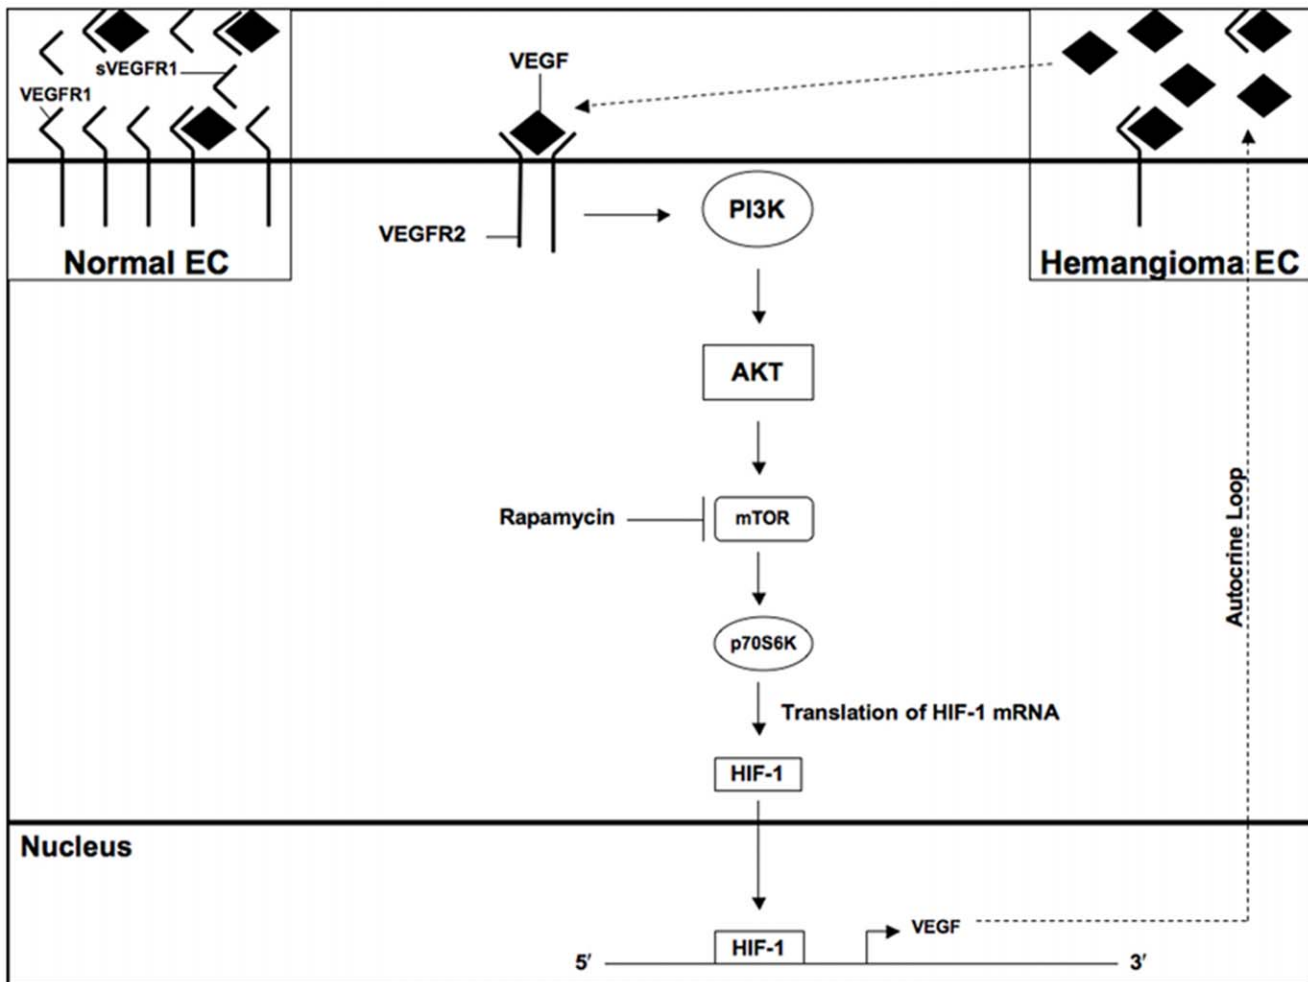 VEGF
sVEGFR1
VEGFR1
PI3K
VEGFR2
Normal EC
Hemangioma EC
AKT
Rapamycin
mTOR
Autocrine Loop
p70S6K
Translation of HIF-1 mRNA
HIF-1
Nucleus
VEGF
HIF-1
5′
3′